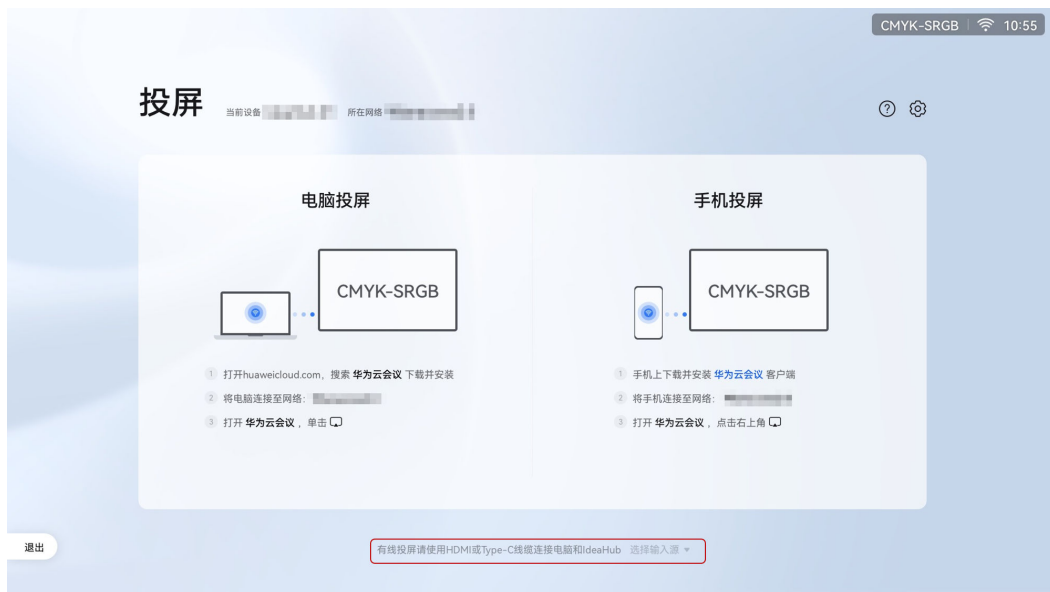 CMYK-SRGB 10:55
投屏 当前设备 所在网络
电脑投屏
CMYK-SRGB
1 打开huaweicloud.com，搜索 华为云会议 下载并安装
2 将电脑连接至网络：
3 打开 华为云会议 ，单击
手机投屏
CMYK-SRGB
1 手机上下载并安装 华为云会议 客户端
2 将手机连接至网络：
3 打开 华为云会议 ，点击右上角
退出
有线投屏请使用HDMI或Type-C线缆连接电脑和IdeaHub 选择输入源